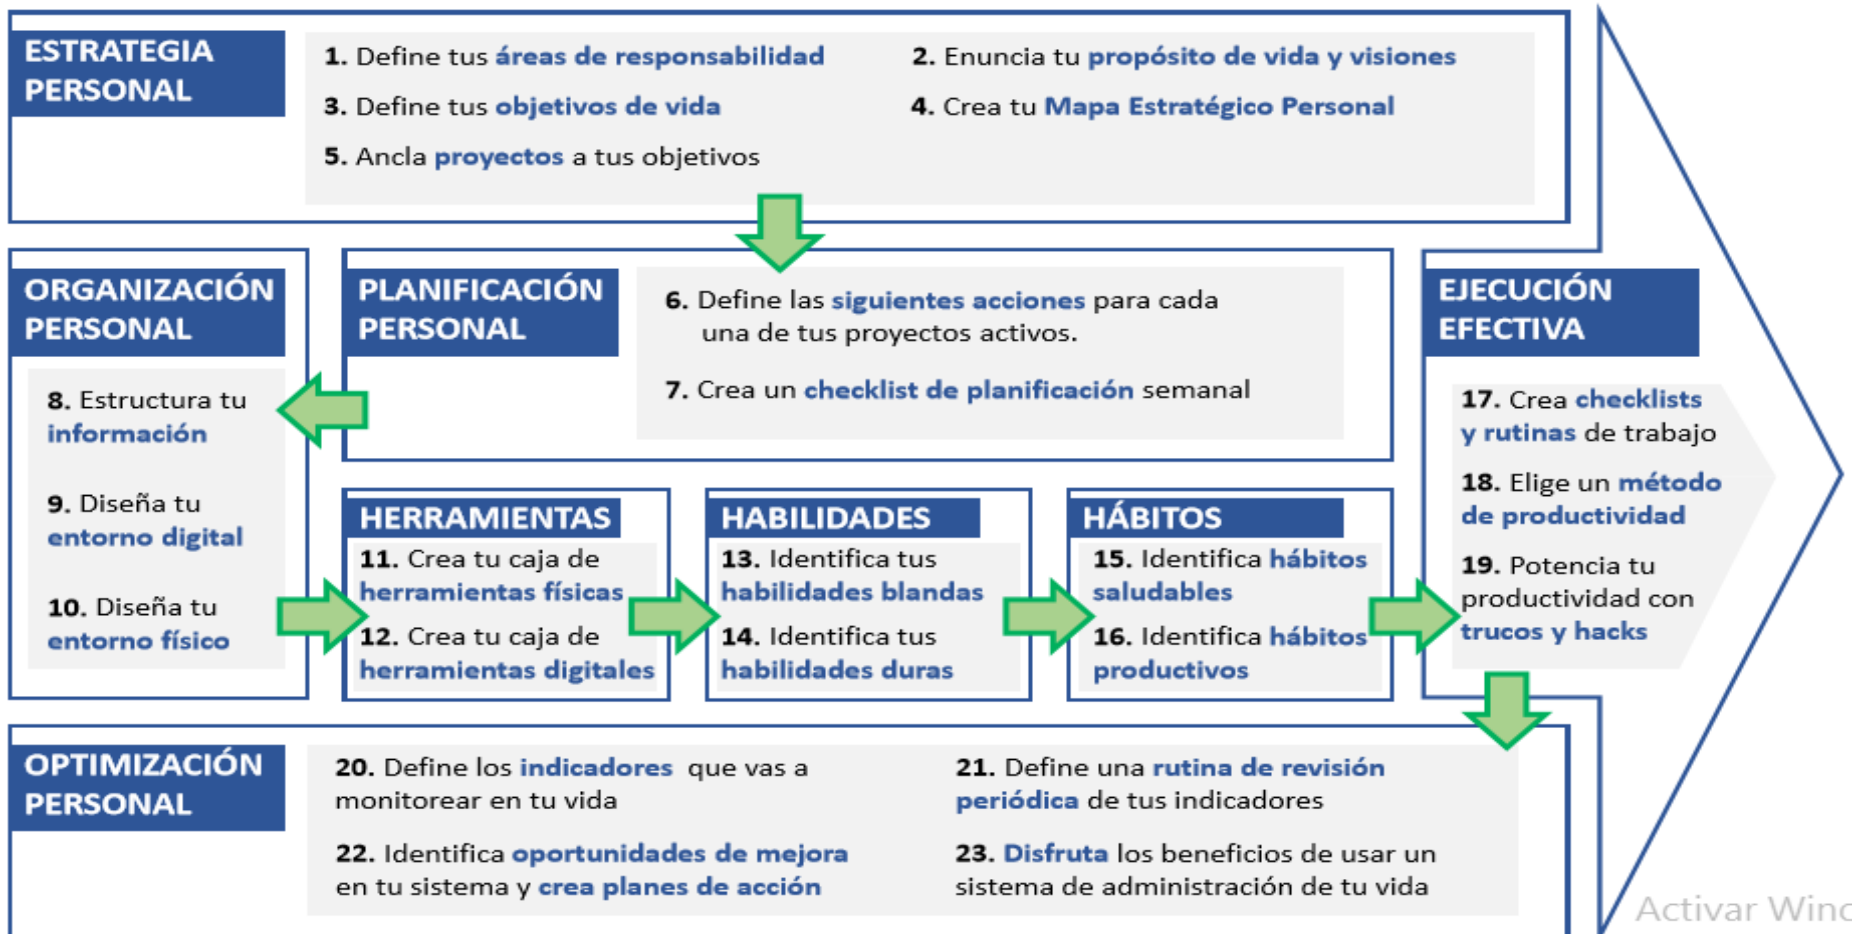 ESTRATEGIA
PERSONAL
1. Define tus áreas de responsabilidad
2. Enuncia tu propósito de vida y visiones
3. Define tus objetivos de vida
4. Crea tu Mapa Estratégico Personal
5. Ancla proyectos a tus objetivos
PLANIFICACIÓN
PERSONAL
6. Define las siguientes acciones para cada
una de tus proyectos activos.
7. Crea un checklist de planificación semanal
ORGANIZACIÓN
PERSONAL
8. Estructura tu
información
9. Diseña tu
entorno digital
10. Diseña tu
entorno físico
HERRAMIENTAS
11. Crea tu caja de
herramientas físicas
12. Crea tu caja de
herramientas digitales
HABILIDADES
13. Identifica tus
habilidades blandas
14. Identifica tus
habilidades duras
HÁBITOS
15. Identifica hábitos
saludables
16. Identifica hábitos
productivos
EJECUCIÓN
EFECTIVA
17. Crea checklists
y rutinas de trabajo
18. Elige un método
de productividad
19. Potencia tu
productividad con
trucos y hacks
OPTIMIZACIÓN
PERSONAL
20. Define los indicadores que vas a
monitorear en tu vida
21. Define una rutina de revisión
periódica de tus indicadores
22. Identifica oportunidades de mejora
en tu sistema y crea planes de acción
23. Disfruta los beneficios de usar un
sistema de administración de tu vida
Activar Winc